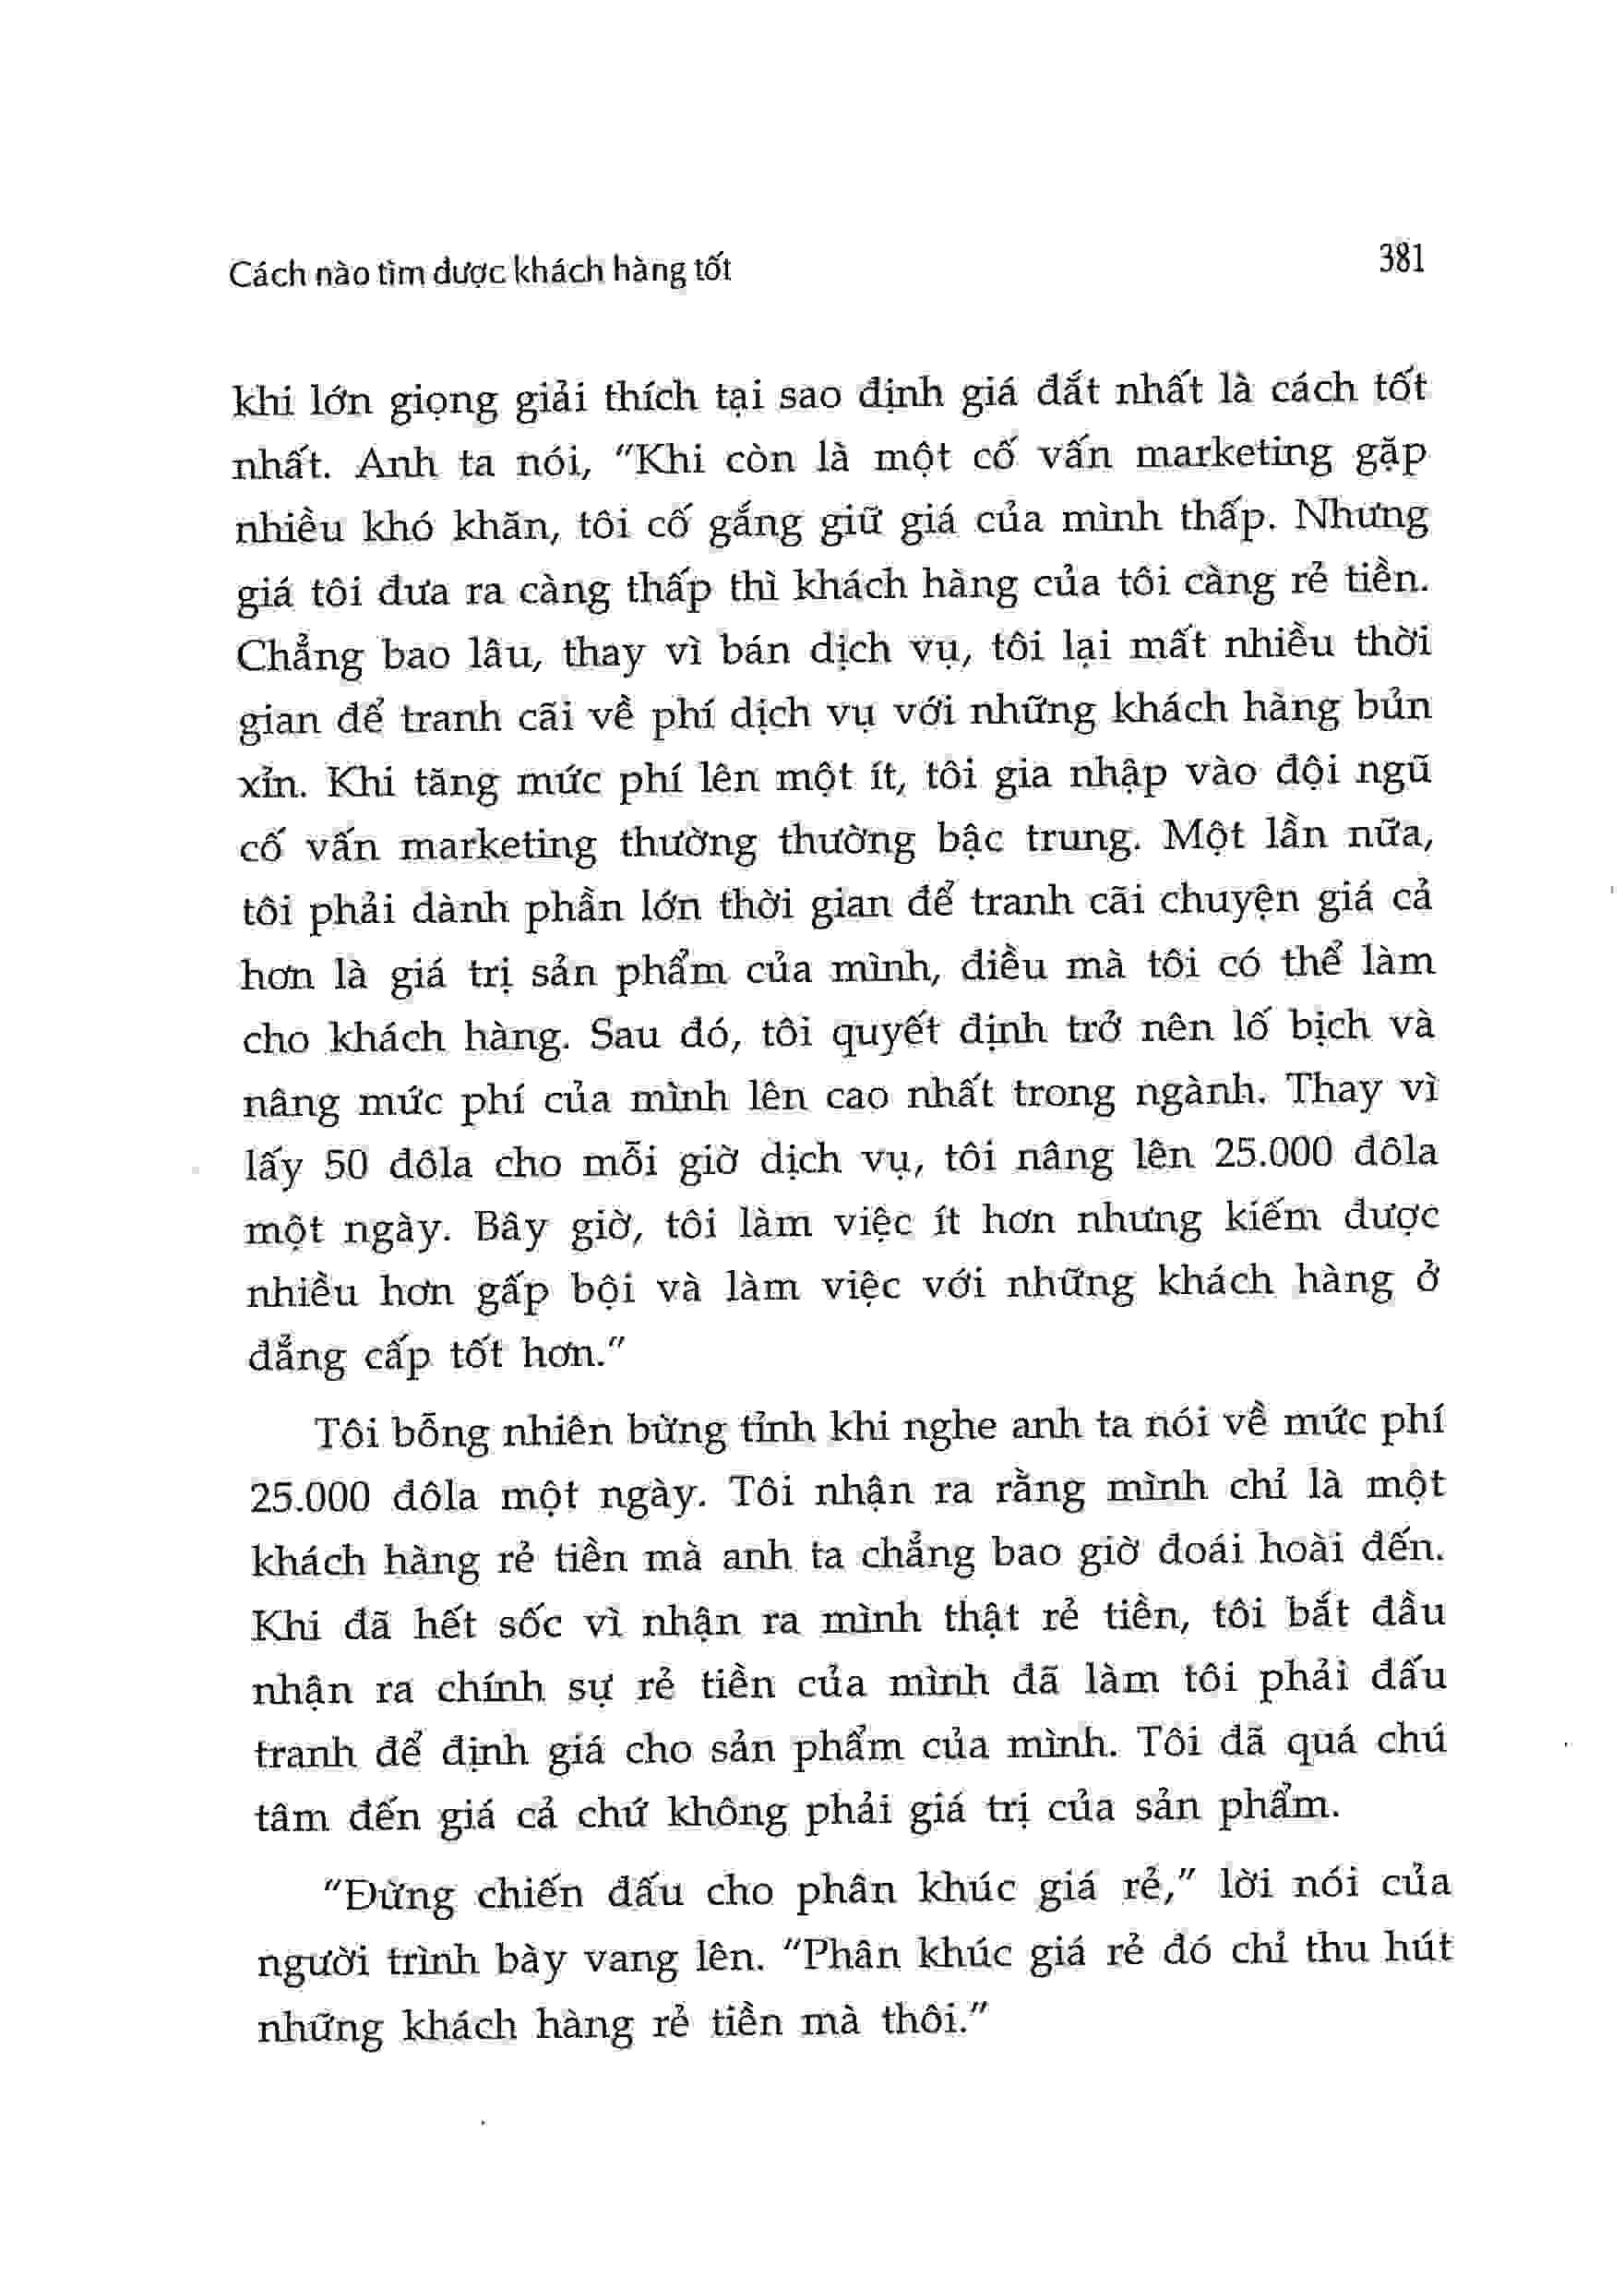 Cách nào tìm được khách hàng tốt
381
khi lớn giọng giải thích tại sao định giá đắt nhất là cách tốt
nhất. Anh ta nói, "Khi còn là một cố vấn marketing gặp
nhiều khó khăn, tôi cố gắng giữ giá của mình thấp. Nhưng
giá tôi đưa ra càng thấp thì khách hàng của tôi càng rẻ tiền.
Chẳng bao lâu, thay vì bán dịch vụ, tôi lại mất nhiều thời
gian để tranh cãi về phí dịch vụ với những khách hàng bủn
xỉn. Khi tăng mức phí lên một ít, tôi gia nhập vào đội ngũ
cố vấn marketing thường thường bậc trung. Một lần nữa,
tôi phải dành phần lớn thời gian để tranh cãi chuyện giá cả
hơn là giá trị sản phẩm của mình, điều mà tôi có thể làm
cho khách hàng. Sau đó, tôi quyết định trở nên lố bịch và
nâng mức phí của mình lên cao nhất trong ngành. Thay vì
lấy 50 đôla cho mỗi giờ dịch vụ, tôi nâng lên 25.000 đôla
một ngày. Bây giờ, tôi làm việc ít hơn nhưng kiếm được
nhiều hơn gấp bội và làm việc với những khách hàng ở
đẳng cấp tốt hơn."
Tôi bỗng nhiên bừng tỉnh khi nghe anh ta nói về mức phí
25.000 đôla một ngày. Tôi nhận ra rằng mình chỉ là một
khách hàng rẻ tiền mà anh ta chẳng bao giờ đoái hoài đến.
Khi đã hết sốc vì nhận ra mình thật rẻ tiền, tôi bắt đầu
nhận ra chính sự rẻ tiền của mình đã làm tôi phải đấu
tranh để định giá cho sản phẩm của mình. Tôi đã quá chú
tâm đến giá cả chứ không phải giá trị của sản phẩm.
"Đừng chiến đấu cho phân khúc giá rẻ," lời nói của
người trình bày vang lên. "Phân khúc giá rẻ đó chỉ thu hút
những khách hàng rẻ tiền mà thôi."